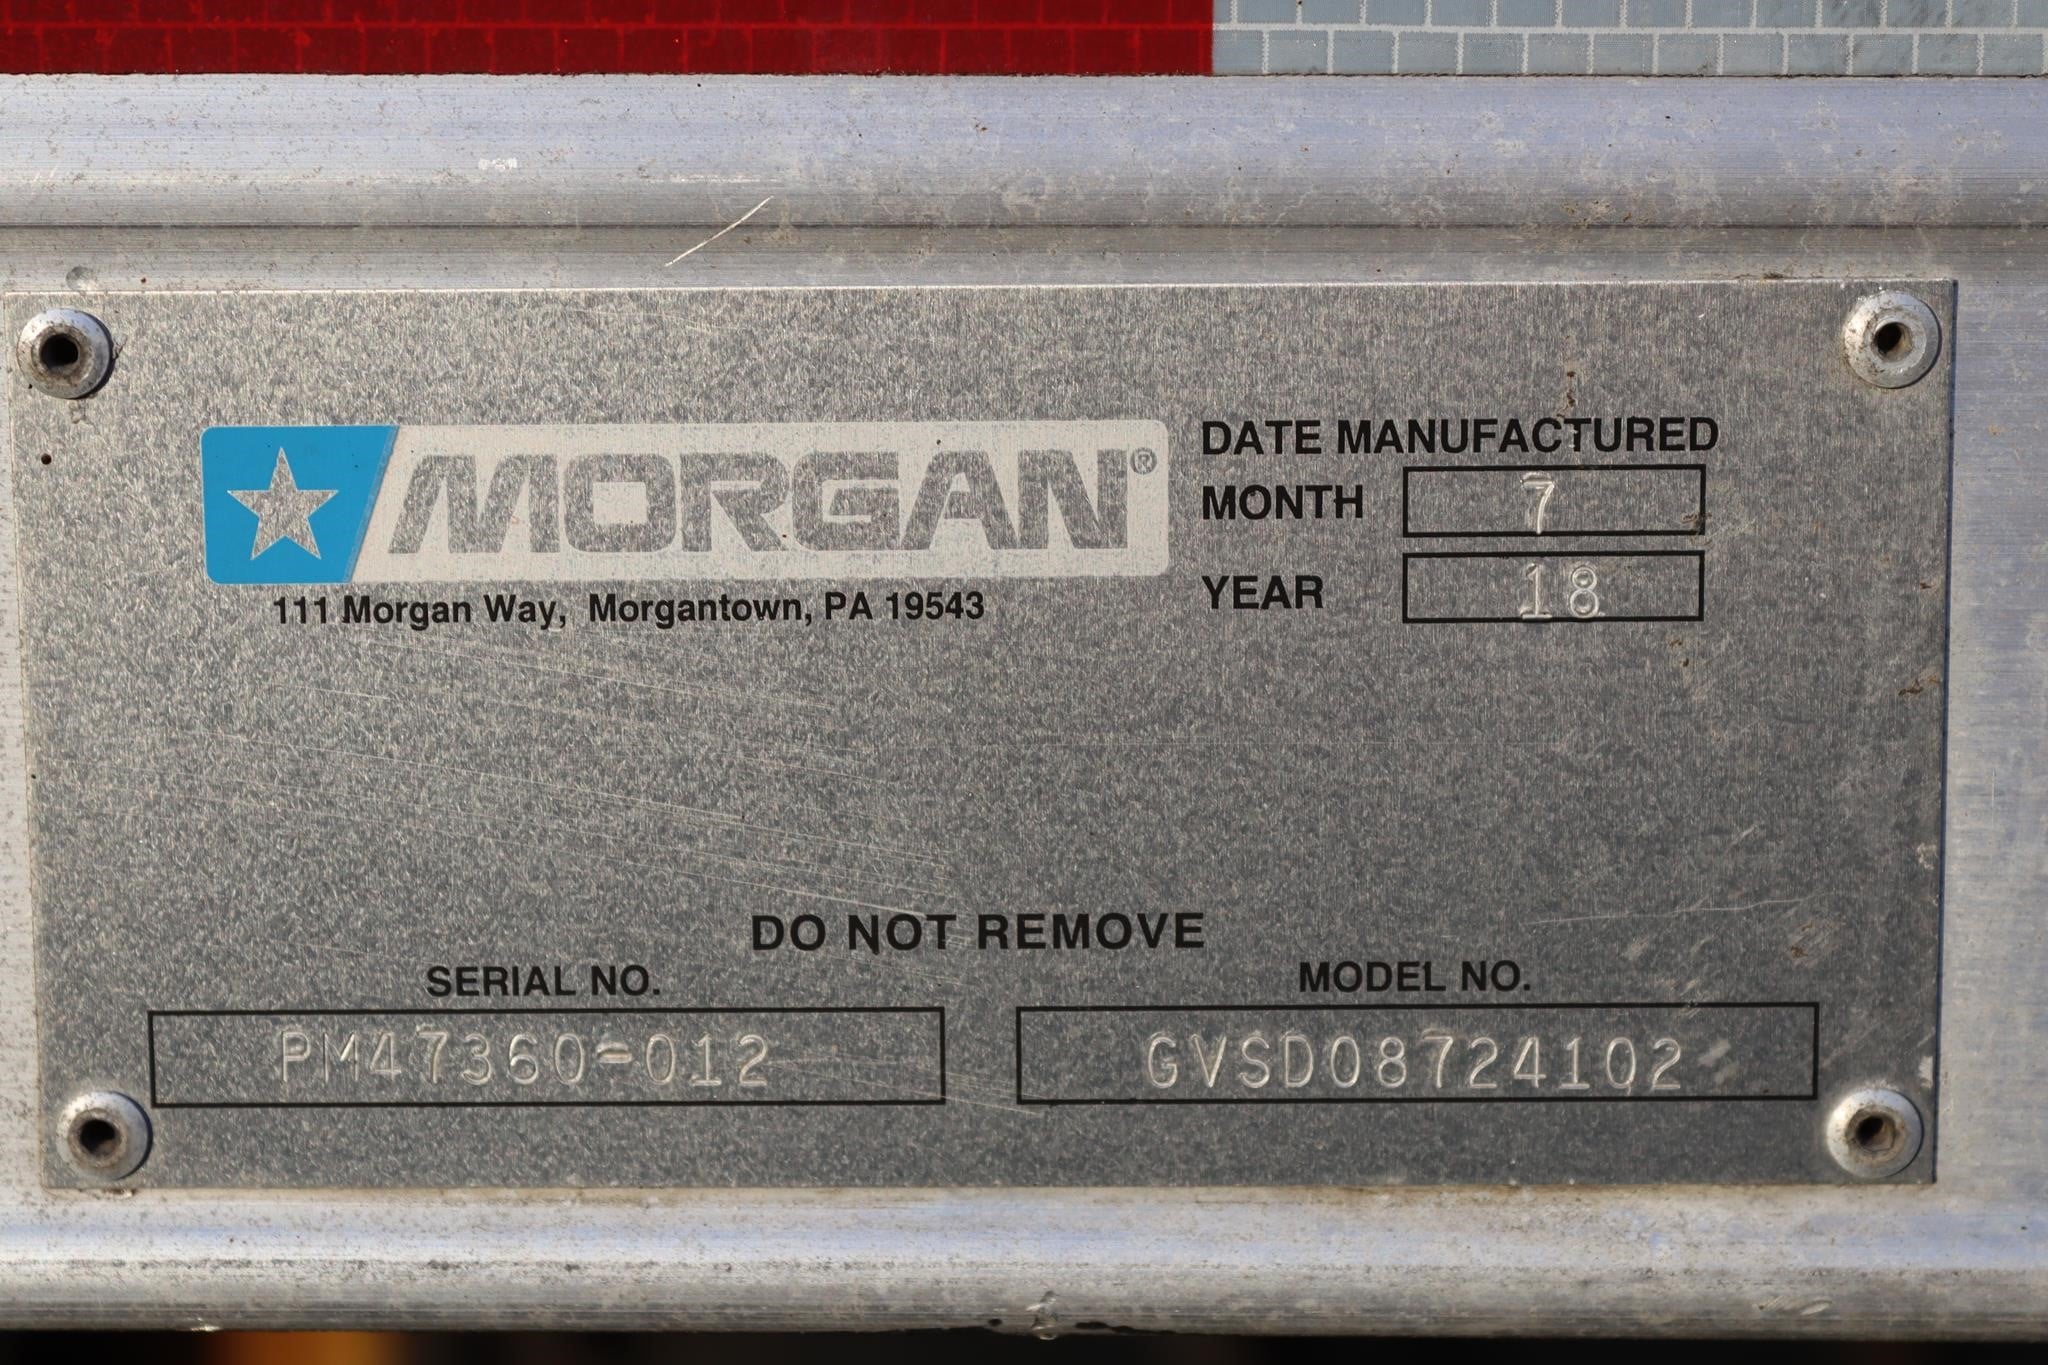 MORGAN®
111 Morgan Way, Morgantown, PA 19543
DATE MANUFACTURED
MONTH 7
YEAR 18
DO NOT REMOVE
SERIAL NO. MODEL NO.
PM47360-012 GVSD08724102